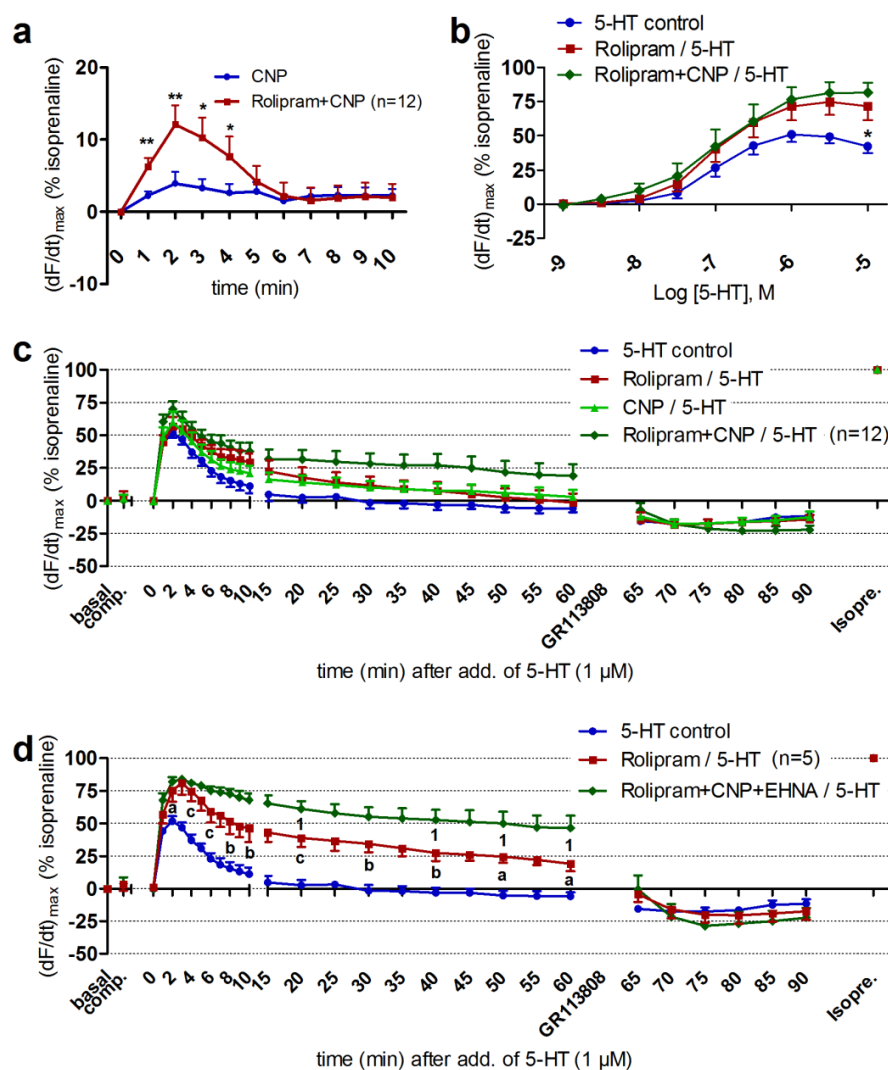 a
(dF/dt)max (% isoprenaline)
20
10
0
-10
CNP
Rolipram+CNP (n=12)
** ** * *
0 1 2 3 4 5 6 7 8 9 10
time (min)
b
(dF/dt)max (% isoprenaline)
5-HT control
Rolipram / 5-HT
Rolipram+CNP / 5-HT
100
75
50
25
0
-25
*
-9 -8 -7 -6 -5
Log [5-HT], M
c
(dF/dt)max (% isoprenaline)
5-HT control
Rolipram / 5-HT
CNP / 5-HT
Rolipram+CNP / 5-HT (n=12)
100
75
50
25
0
-25
-50
basal comp. 0 2 4 6 8 10 15 20 25 30 35 40 45 50 55 60 GR113808 65 70 75 80 85 90 Isopre.
time (min) after add. of 5-HT (1 µM)
d
(dF/dt)max (% isoprenaline)
5-HT control
Rolipram / 5-HT (n=5)
Rolipram+CNP+EHNA / 5-HT
100
75
50
25
0
-25
-50
1 1 1 1
a c c b b c b b a a
basal comp. 0 2 4 6 8 10 15 20 25 30 35 40 45 50 55 60 GR113808 65 70 75 80 85 90 Isopre.
time (min) after add. of 5-HT (1 µM)